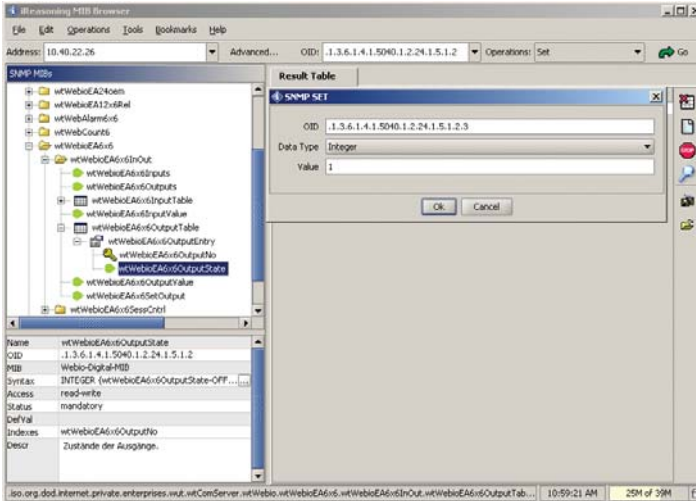 iReasoning MIB Browser
File Edit Operations Tools Bookmarks Help
Address: 10.40.22.26 Advanced... OID: .1.3.6.1.4.1.5040.1.2.24.1.5.1.2 Operations: Set Go
SNMP MIBs
wtWebioEA24oem
wtWebioEA12x6Rel
wtWebAlarm6x6
wtWebCount6
wtWebioEA6x6
wtWebioEA6x6InOut
wtWebioEA6x6Inputs
wtWebioEA6x6Outputs
wtWebioEA6x6InputTable
wtWebioEA6x6InputValue
wtWebioEA6x6OutputTable
wtWebioEA6x6OutputEntry
wtWebioEA6x6OutputNo
wtWebioEA6x6OutputState
wtWebioEA6x6OutputValue
wtWebioEA6x6SetOutput
wtWebioEA6x6SessCntrl
Name wtWebioEA6x6OutputState
OID .1.3.6.1.4.1.5040.1.2.24.1.5.1.2
MIB Webio-Digital-MIB
Syntax INTEGER {wtWebioEA6x6OutputState-OFF... ...
Access read-write
Status mandatory
DefVal
Indexes wtWebioEA6x6OutputNo
Descr Zustände der Ausgänge.
Result Table
SNMP SET
OID .1.3.6.1.4.1.5040.1.2.24.1.5.1.2.3
Data Type Integer
Value 1
Ok Cancel
STOP
.iso.org.dod.internet.private.enterprises.wut.wtComServer.wtWebio.wtWebioEA6x6.wtWebioEA6x6InOut.wtWebioEA6x6OutputTab... 10:59:21 AM 25M of 39M